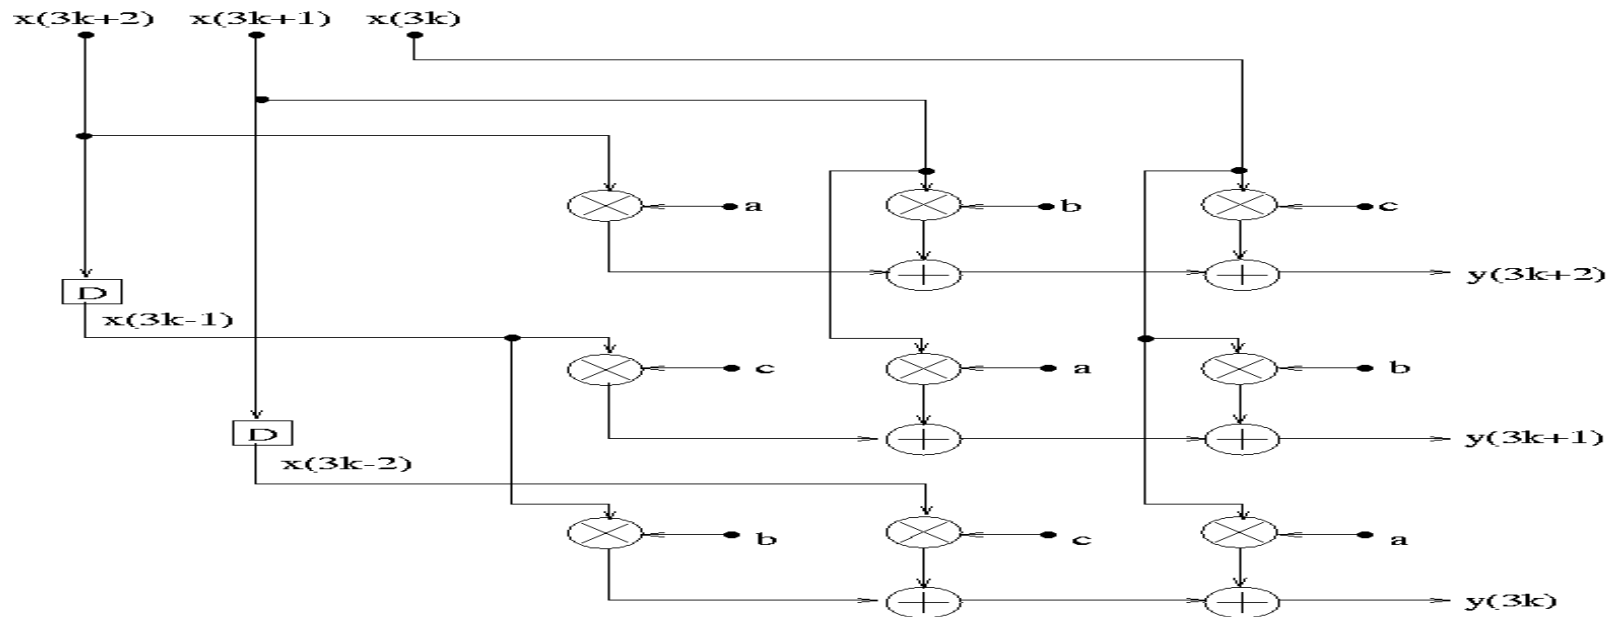 x(3k+2) x(3k+1) x(3k)
a b c
y(3k+2)
D
x(3k-1)
c a b
D
y(3k+1)
x(3k-2)
b c a
y(3k)